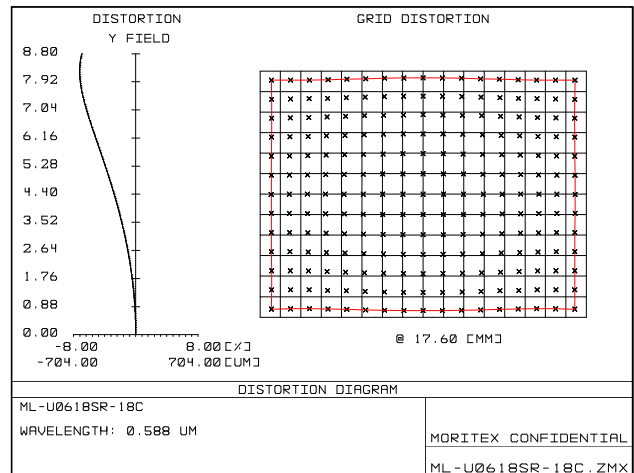 DISTORTION
Y FIELD
8.80
7.92
7.04
6.16
5.28
4.40
3.52
2.64
1.76
0.88
0.00
-8.00 8.00[%]
-704.00 704.00[UM]
GRID DISTORTION
@ 17.60 [MM]
DISTORTION DIAGRAM
ML-U0618SR-18C
WAVELENGTH: 0.588 UM
MORITEX CONFIDENTIAL
ML-U0618SR-18C.ZMX